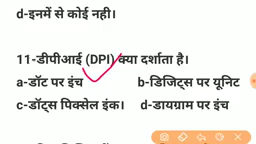 d-इनमें से कोई नही।
11-डीपीआई (DPI) क्या दर्शाता है।
a-डॉट पर इंच b-डिजिट्स पर यूनिट
c-डॉट्स पिक्सेल इंक। d-डायग्राम पर इंच